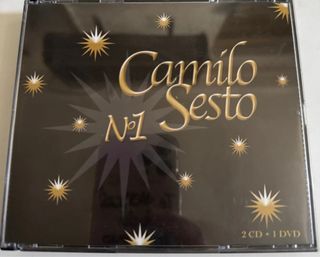 Camilo
Nº1 Sesto
2 CD + 1 DVD